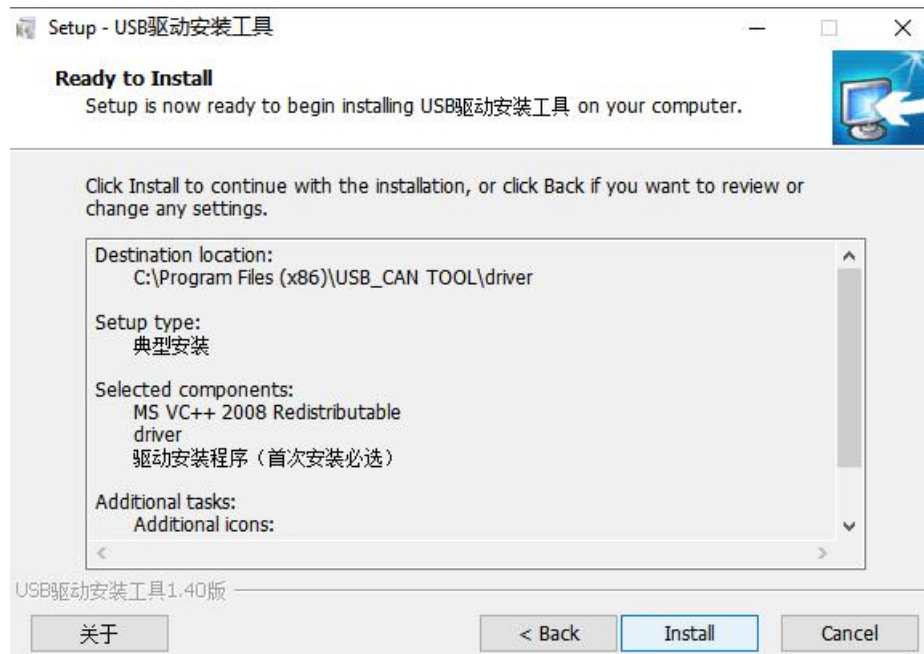 Setup - USB驱动安装工具
Ready to Install
Setup is now ready to begin installing USB驱动安装工具 on your computer.
Click Install to continue with the installation, or click Back if you want to review or
change any settings.
Destination location:
C:\Program Files (x86)\USB_CAN TOOL\driver
Setup type:
典型安装
Selected components:
MS VC++ 2008 Redistributable
driver
驱动安装程序（首次安装必选）
Additional tasks:
Additional icons:
USB驱动安装工具1.40版
关于
< Back
Install
Cancel